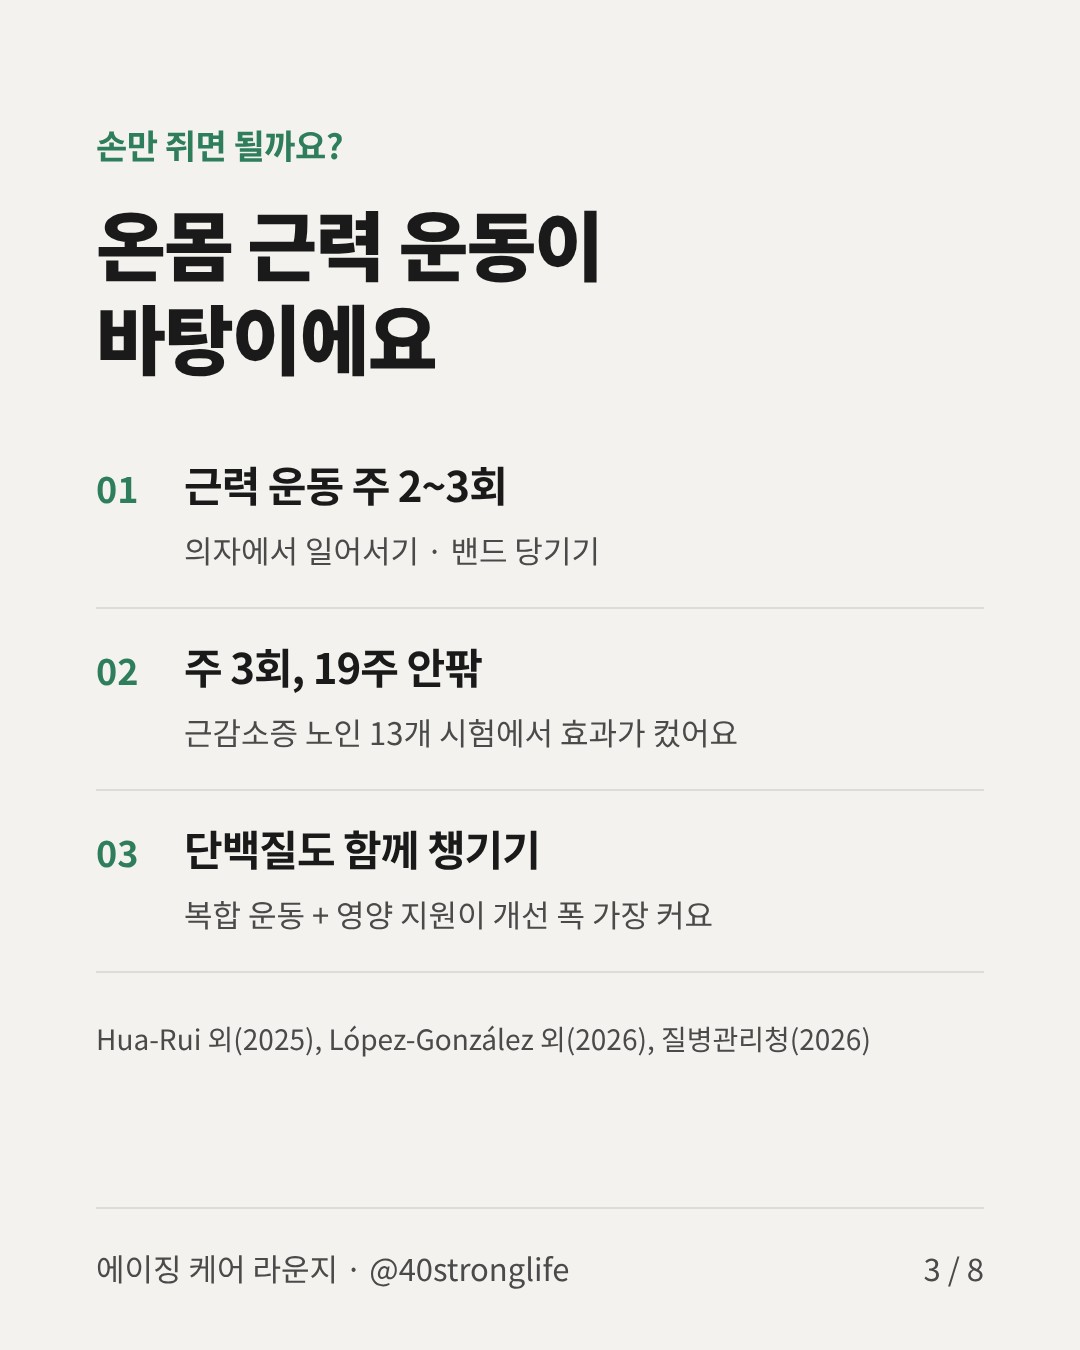 손만 쥐면 될까요?
온몸 근력 운동이
바탕이에요
01 근력 운동 주 2~3회
의자에서 일어서기 · 밴드 당기기
02 주 3회, 19주 안팎
근감소증 노인 13개 시험에서 효과가 컸어요
03 단백질도 함께 챙기기
복합 운동 + 영양 지원이 개선 폭 가장 커요
Hua-Rui 외(2025), López-González 외(2026), 질병관리청(2026)
에이징 케어 라운지 · @40stronglife 3 / 8